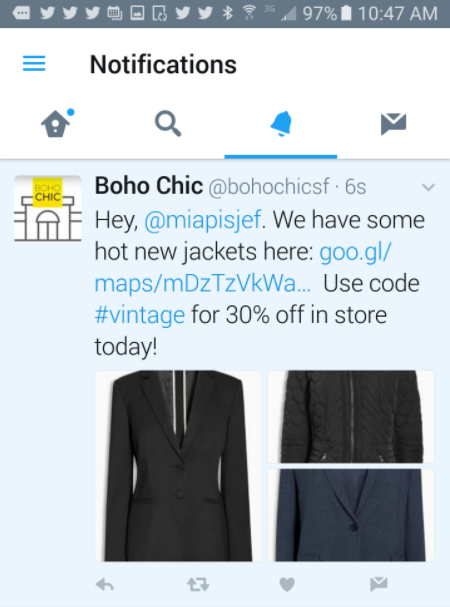 3G 97% 10:47 AM
Notifications
BOHO
CHIC
Boho Chic @bohochicsf · 6s
Hey, @miapisjef. We have some
hot new jackets here: goo.gl/
maps/mDzTzVkWa... Use code
#vintage for 30% off in store
today!